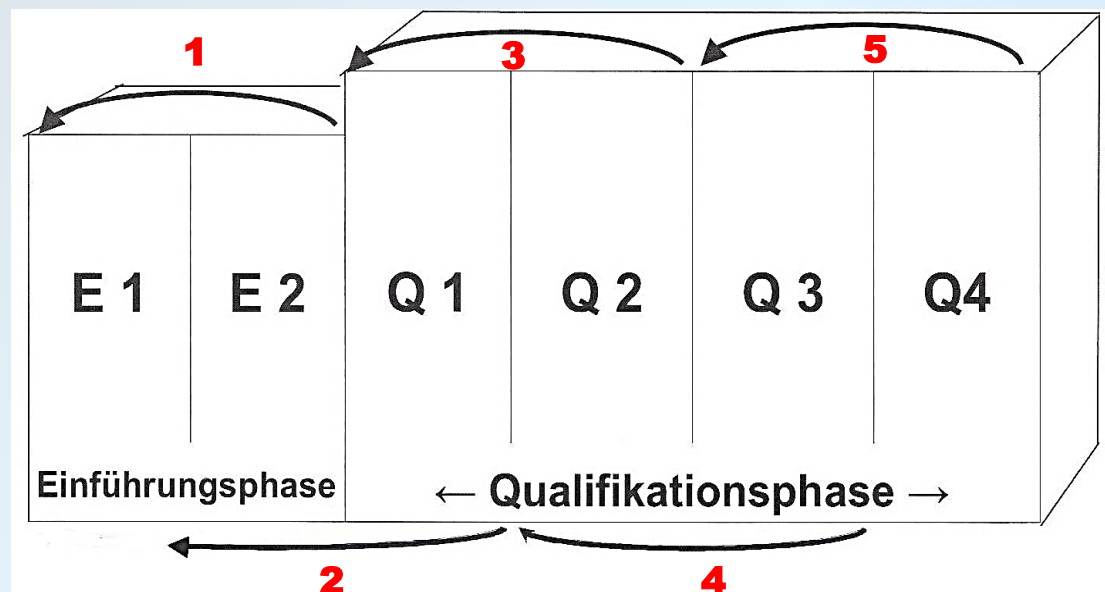 1
3
5
E 1
E 2
Q 1
Q 2
Q 3
Q4
Einführungsphase
← Qualifikationsphase →
2
4